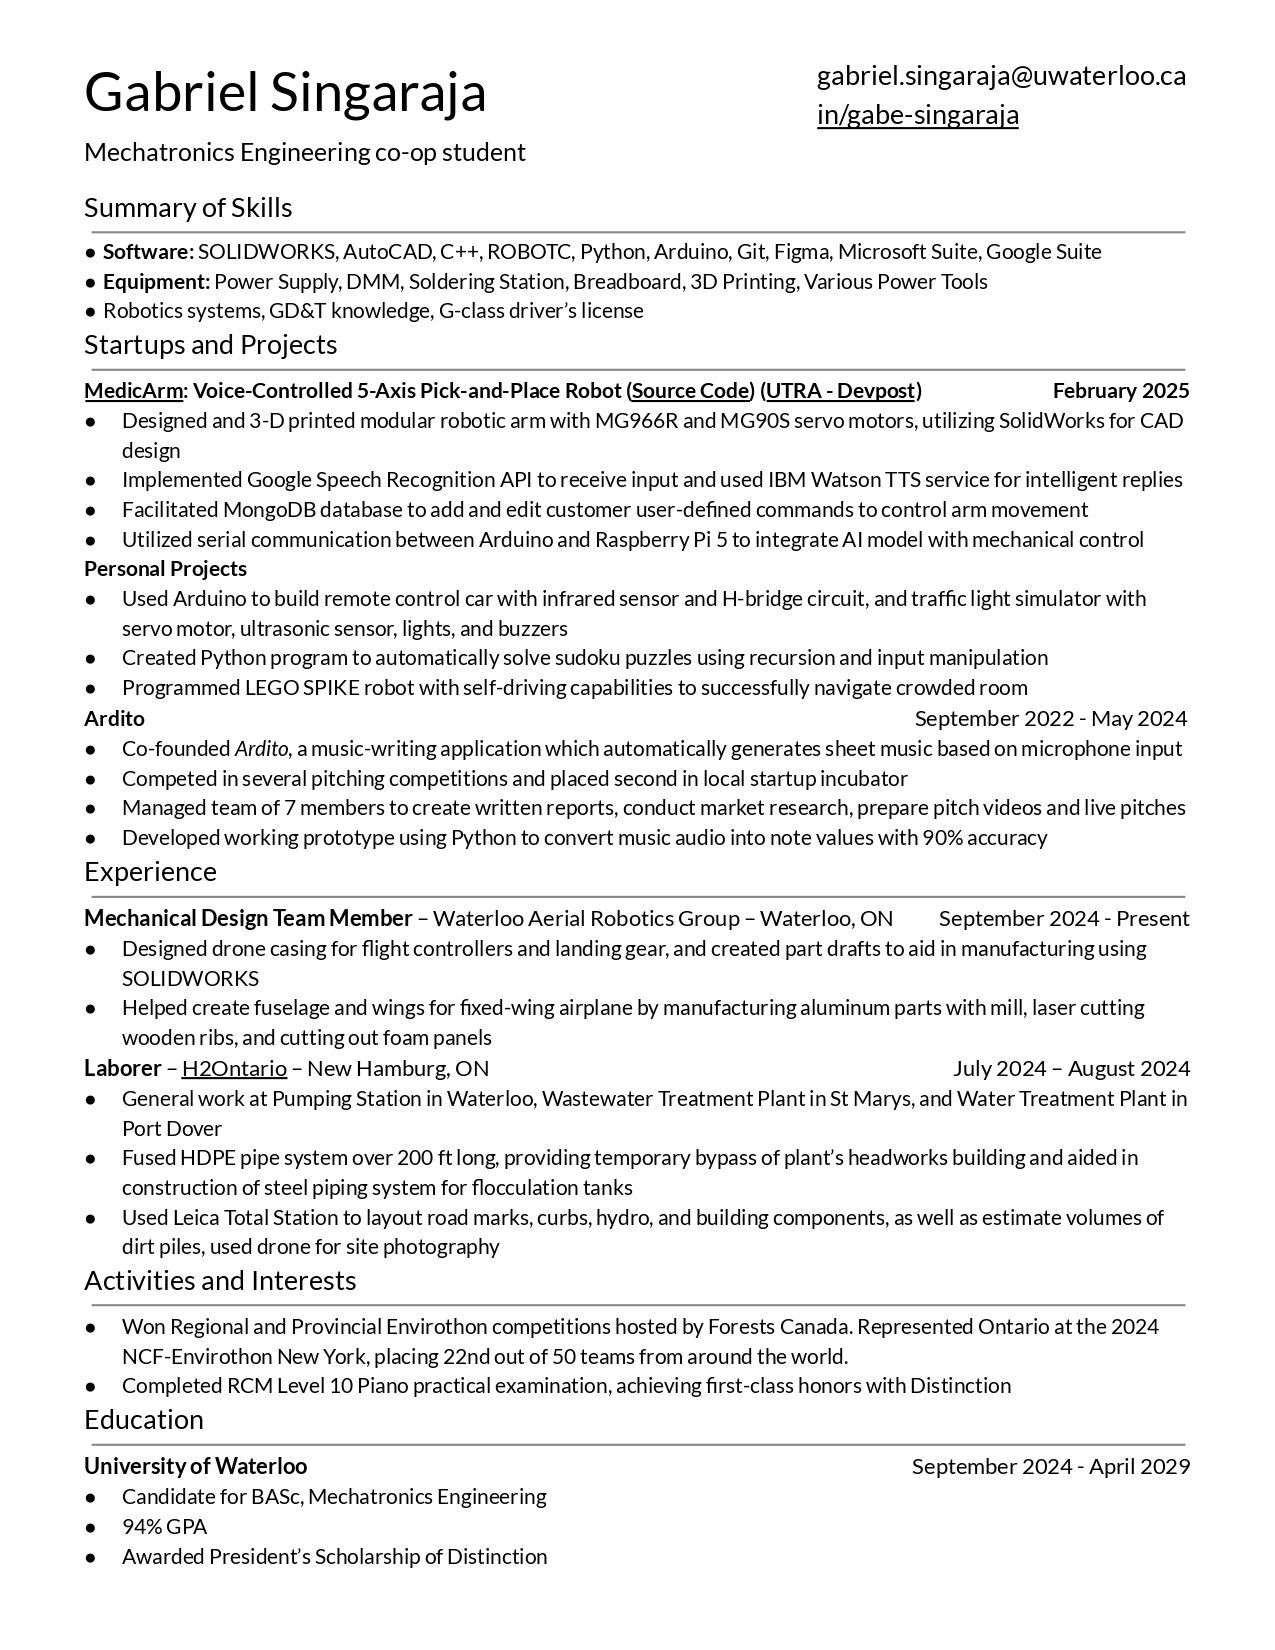 Gabriel Singaraja
gabriel.singaraja@uwaterloo.ca
in/gabe-singaraja
Mechatronics Engineering co-op student
Summary of Skills
● Software: SOLIDWORKS, AutoCAD, C++, ROBOTC, Python, Arduino, Git, Figma, Microsoft Suite, Google Suite
● Equipment: Power Supply, DMM, Soldering Station, Breadboard, 3D Printing, Various Power Tools
● Robotics systems, GD&T knowledge, G-class driver’s license
Startups and Projects
MedicArm: Voice-Controlled 5-Axis Pick-and-Place Robot (Source Code) (UTRA - Devpost) February 2025
● Designed and 3-D printed modular robotic arm with MG966R and MG90S servo motors, utilizing SolidWorks for CAD
design
● Implemented Google Speech Recognition API to receive input and used IBM Watson TTS service for intelligent replies
● Facilitated MongoDB database to add and edit customer user-defined commands to control arm movement
● Utilized serial communication between Arduino and Raspberry Pi 5 to integrate AI model with mechanical control
Personal Projects
● Used Arduino to build remote control car with infrared sensor and H-bridge circuit, and traffic light simulator with
servo motor, ultrasonic sensor, lights, and buzzers
● Created Python program to automatically solve sudoku puzzles using recursion and input manipulation
● Programmed LEGO SPIKE robot with self-driving capabilities to successfully navigate crowded room
Ardito September 2022 - May 2024
● Co-founded Ardito, a music-writing application which automatically generates sheet music based on microphone input
● Competed in several pitching competitions and placed second in local startup incubator
● Managed team of 7 members to create written reports, conduct market research, prepare pitch videos and live pitches
● Developed working prototype using Python to convert music audio into note values with 90% accuracy
Experience
Mechanical Design Team Member – Waterloo Aerial Robotics Group – Waterloo, ON September 2024 - Present
● Designed drone casing for flight controllers and landing gear, and created part drafts to aid in manufacturing using
SOLIDWORKS
● Helped create fuselage and wings for fixed-wing airplane by manufacturing aluminum parts with mill, laser cutting
wooden ribs, and cutting out foam panels
Laborer – H2Ontario – New Hamburg, ON July 2024 – August 2024
● General work at Pumping Station in Waterloo, Wastewater Treatment Plant in St Marys, and Water Treatment Plant in
Port Dover
● Fused HDPE pipe system over 200 ft long, providing temporary bypass of plant’s headworks building and aided in
construction of steel piping system for flocculation tanks
● Used Leica Total Station to layout road marks, curbs, hydro, and building components, as well as estimate volumes of
dirt piles, used drone for site photography
Activities and Interests
● Won Regional and Provincial Envirothon competitions hosted by Forests Canada. Represented Ontario at the 2024
NCF-Envirothon New York, placing 22nd out of 50 teams from around the world.
● Completed RCM Level 10 Piano practical examination, achieving first-class honors with Distinction
Education
University of Waterloo September 2024 - April 2029
● Candidate for BASc, Mechatronics Engineering
● 94% GPA
● Awarded President’s Scholarship of Distinction